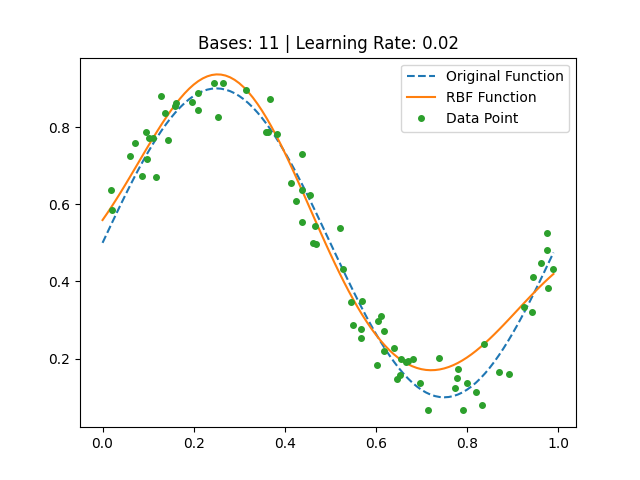 Bases: 11 | Learning Rate: 0.02
Original Function
RBF Function
Data Point
0.8
0.6
0.4
0.2
0.0 0.2 0.4 0.6 0.8 1.0